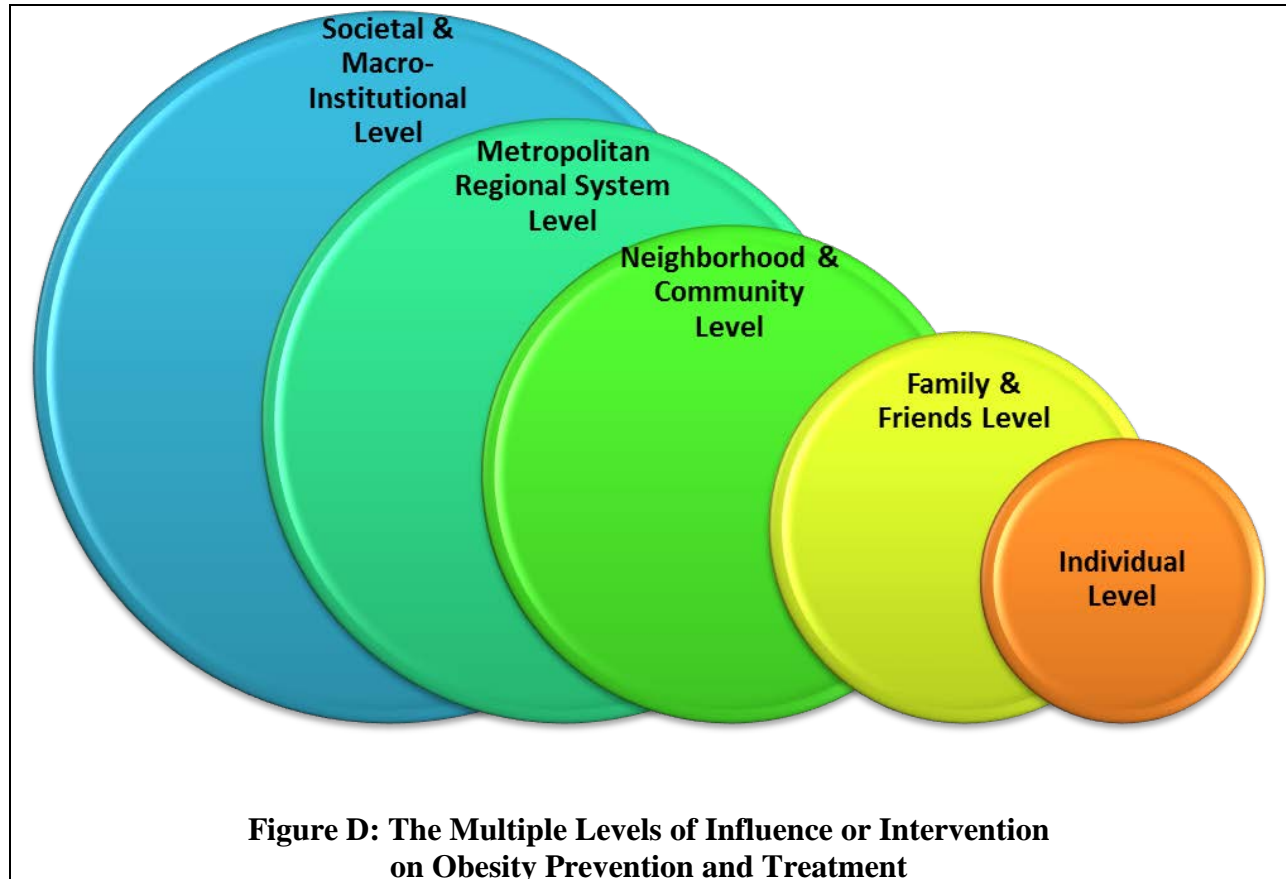 Societal &
Macro-
Institutional
Level
Metropolitan
Regional System
Level
Neighborhood &
Community
Level
Family &
Friends Level
Individual
Level
Figure D: The Multiple Levels of Influence or Intervention
on Obesity Prevention and Treatment